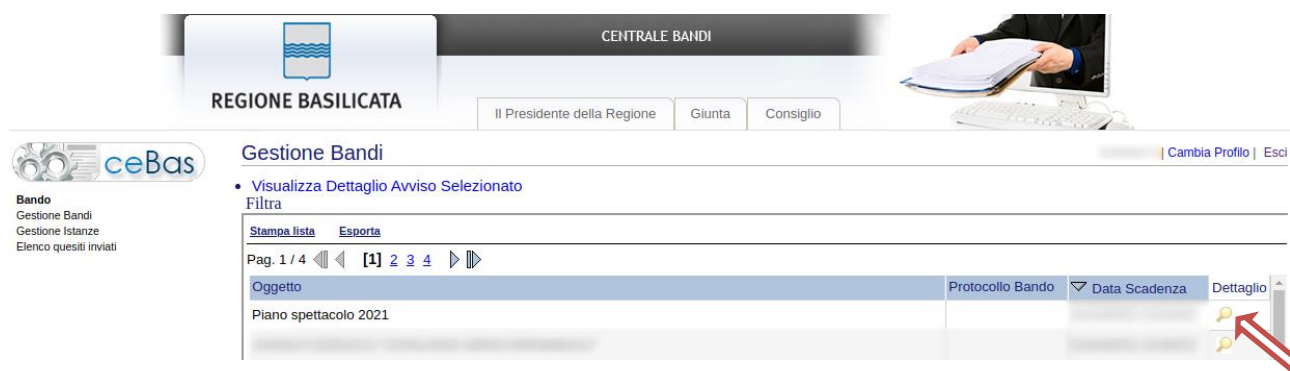 CENTRALE BANDI
REGIONE BASILICATA
Il Presidente della Regione Giunta Consiglio
ceBas
Gestione Bandi
| Cambia Profilo | Esci
Bando
Gestione Bandi
Gestione Istanze
Elenco quesiti inviati
• Visualizza Dettaglio Avviso Selezionato
Filtra
Stampa lista Esporta
Pag. 1 / 4 [1] 2 3 4
Oggetto Protocollo Bando Data Scadenza Dettaglio
Piano spettacolo 2021